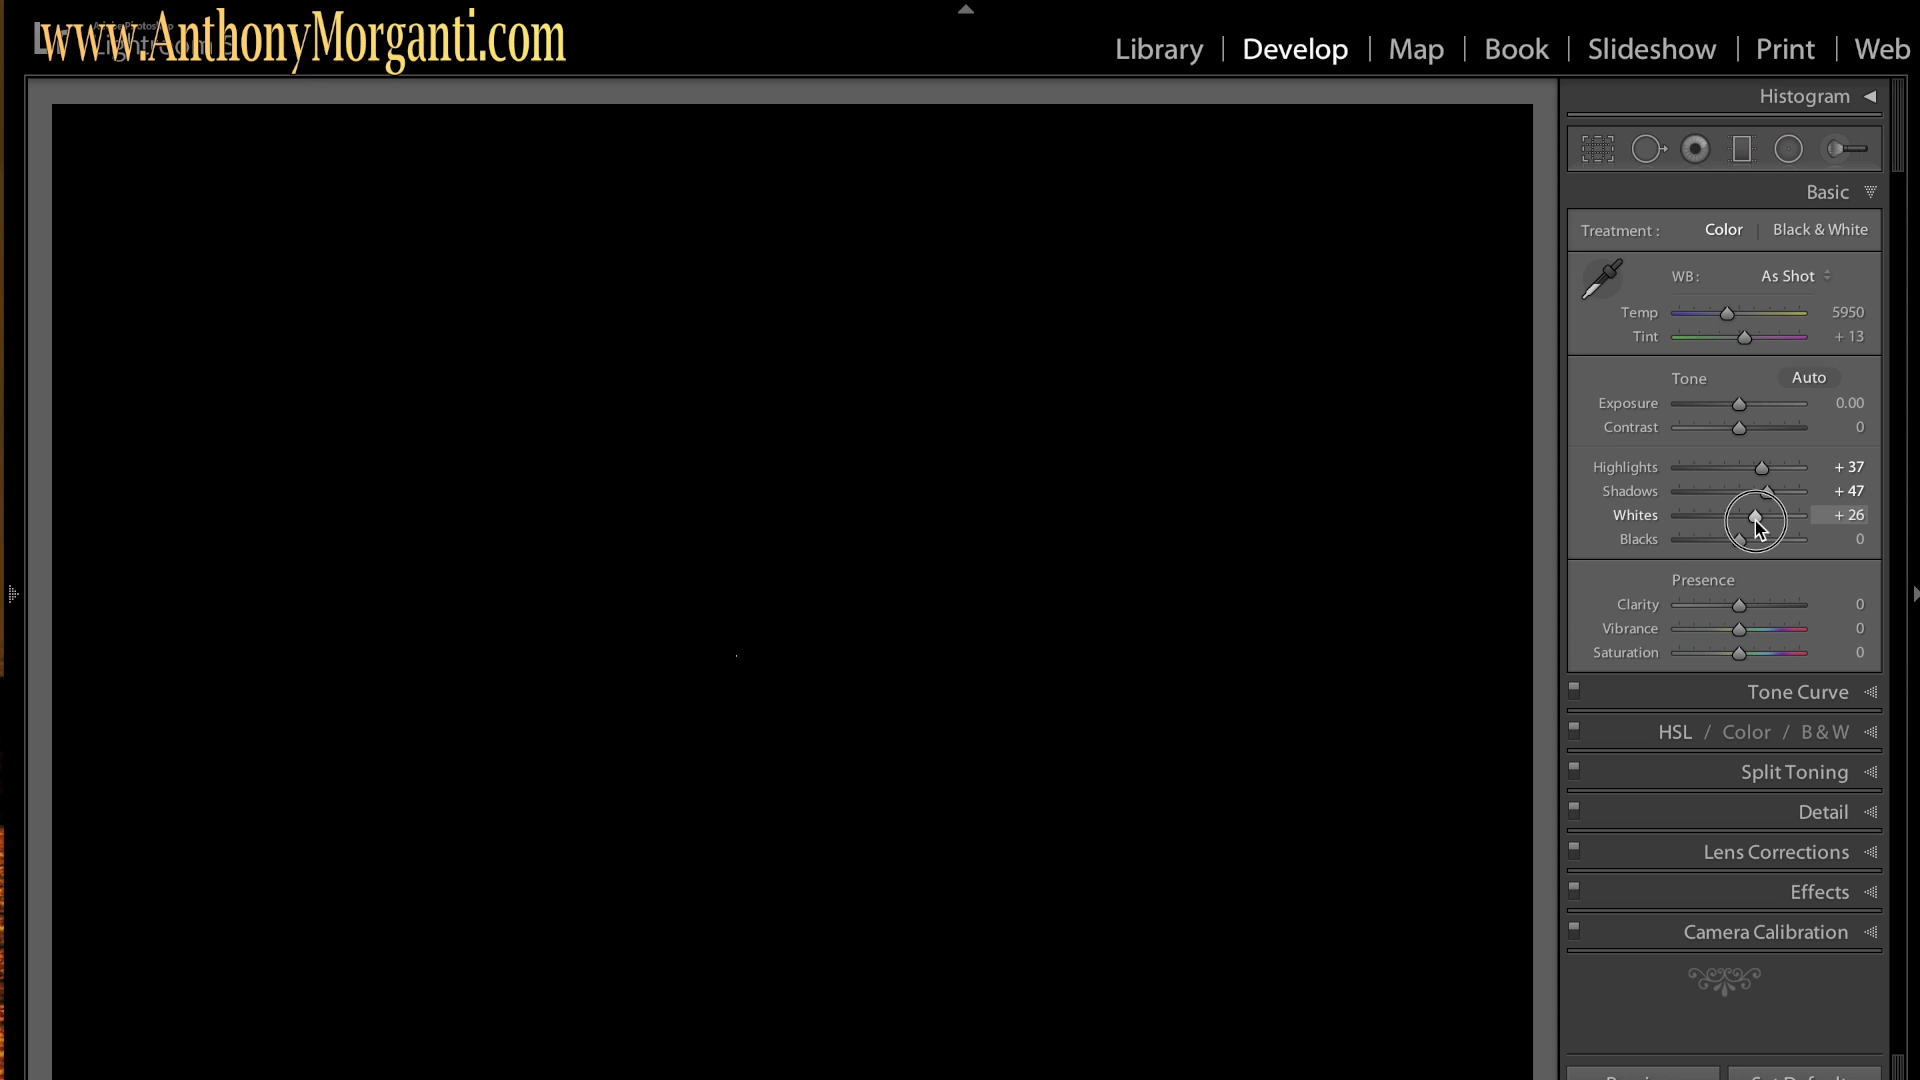 www.AnthonyMorganti.com
Library | Develop | Map | Book | Slideshow | Print | Web
Histogram
Basic
Treatment : Color | Black & White
WB: As Shot
Temp 5950
Tint + 13
Tone Auto
Exposure 0.00
Contrast 0
Highlights + 37
Shadows + 47
Whites + 26
Blacks 0
Presence
Clarity 0
Vibrance 0
Saturation 0
Tone Curve
HSL / Color / B & W
Split Toning
Detail
Lens Corrections
Effects
Camera Calibration